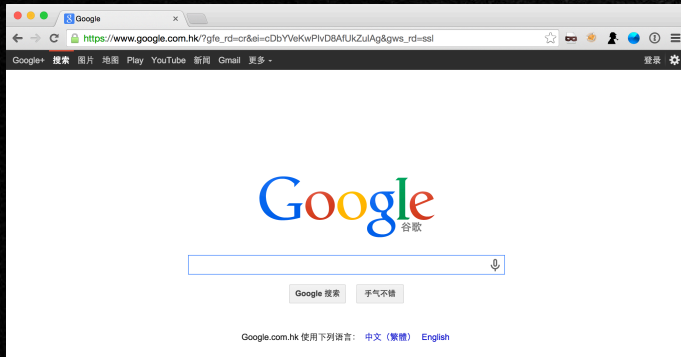 Google
https://www.google.com.hk/?gfe_rd=cr&ei=cDbYVeKwPIvD8AfUkZuIAg&gws_rd=ssl
Google+ 搜索 图片 地图 Play YouTube 新闻 Gmail 更多 登录
Google
谷歌
Google 搜索 手气不错
Google.com.hk 使用下列语言： 中文（繁體） English